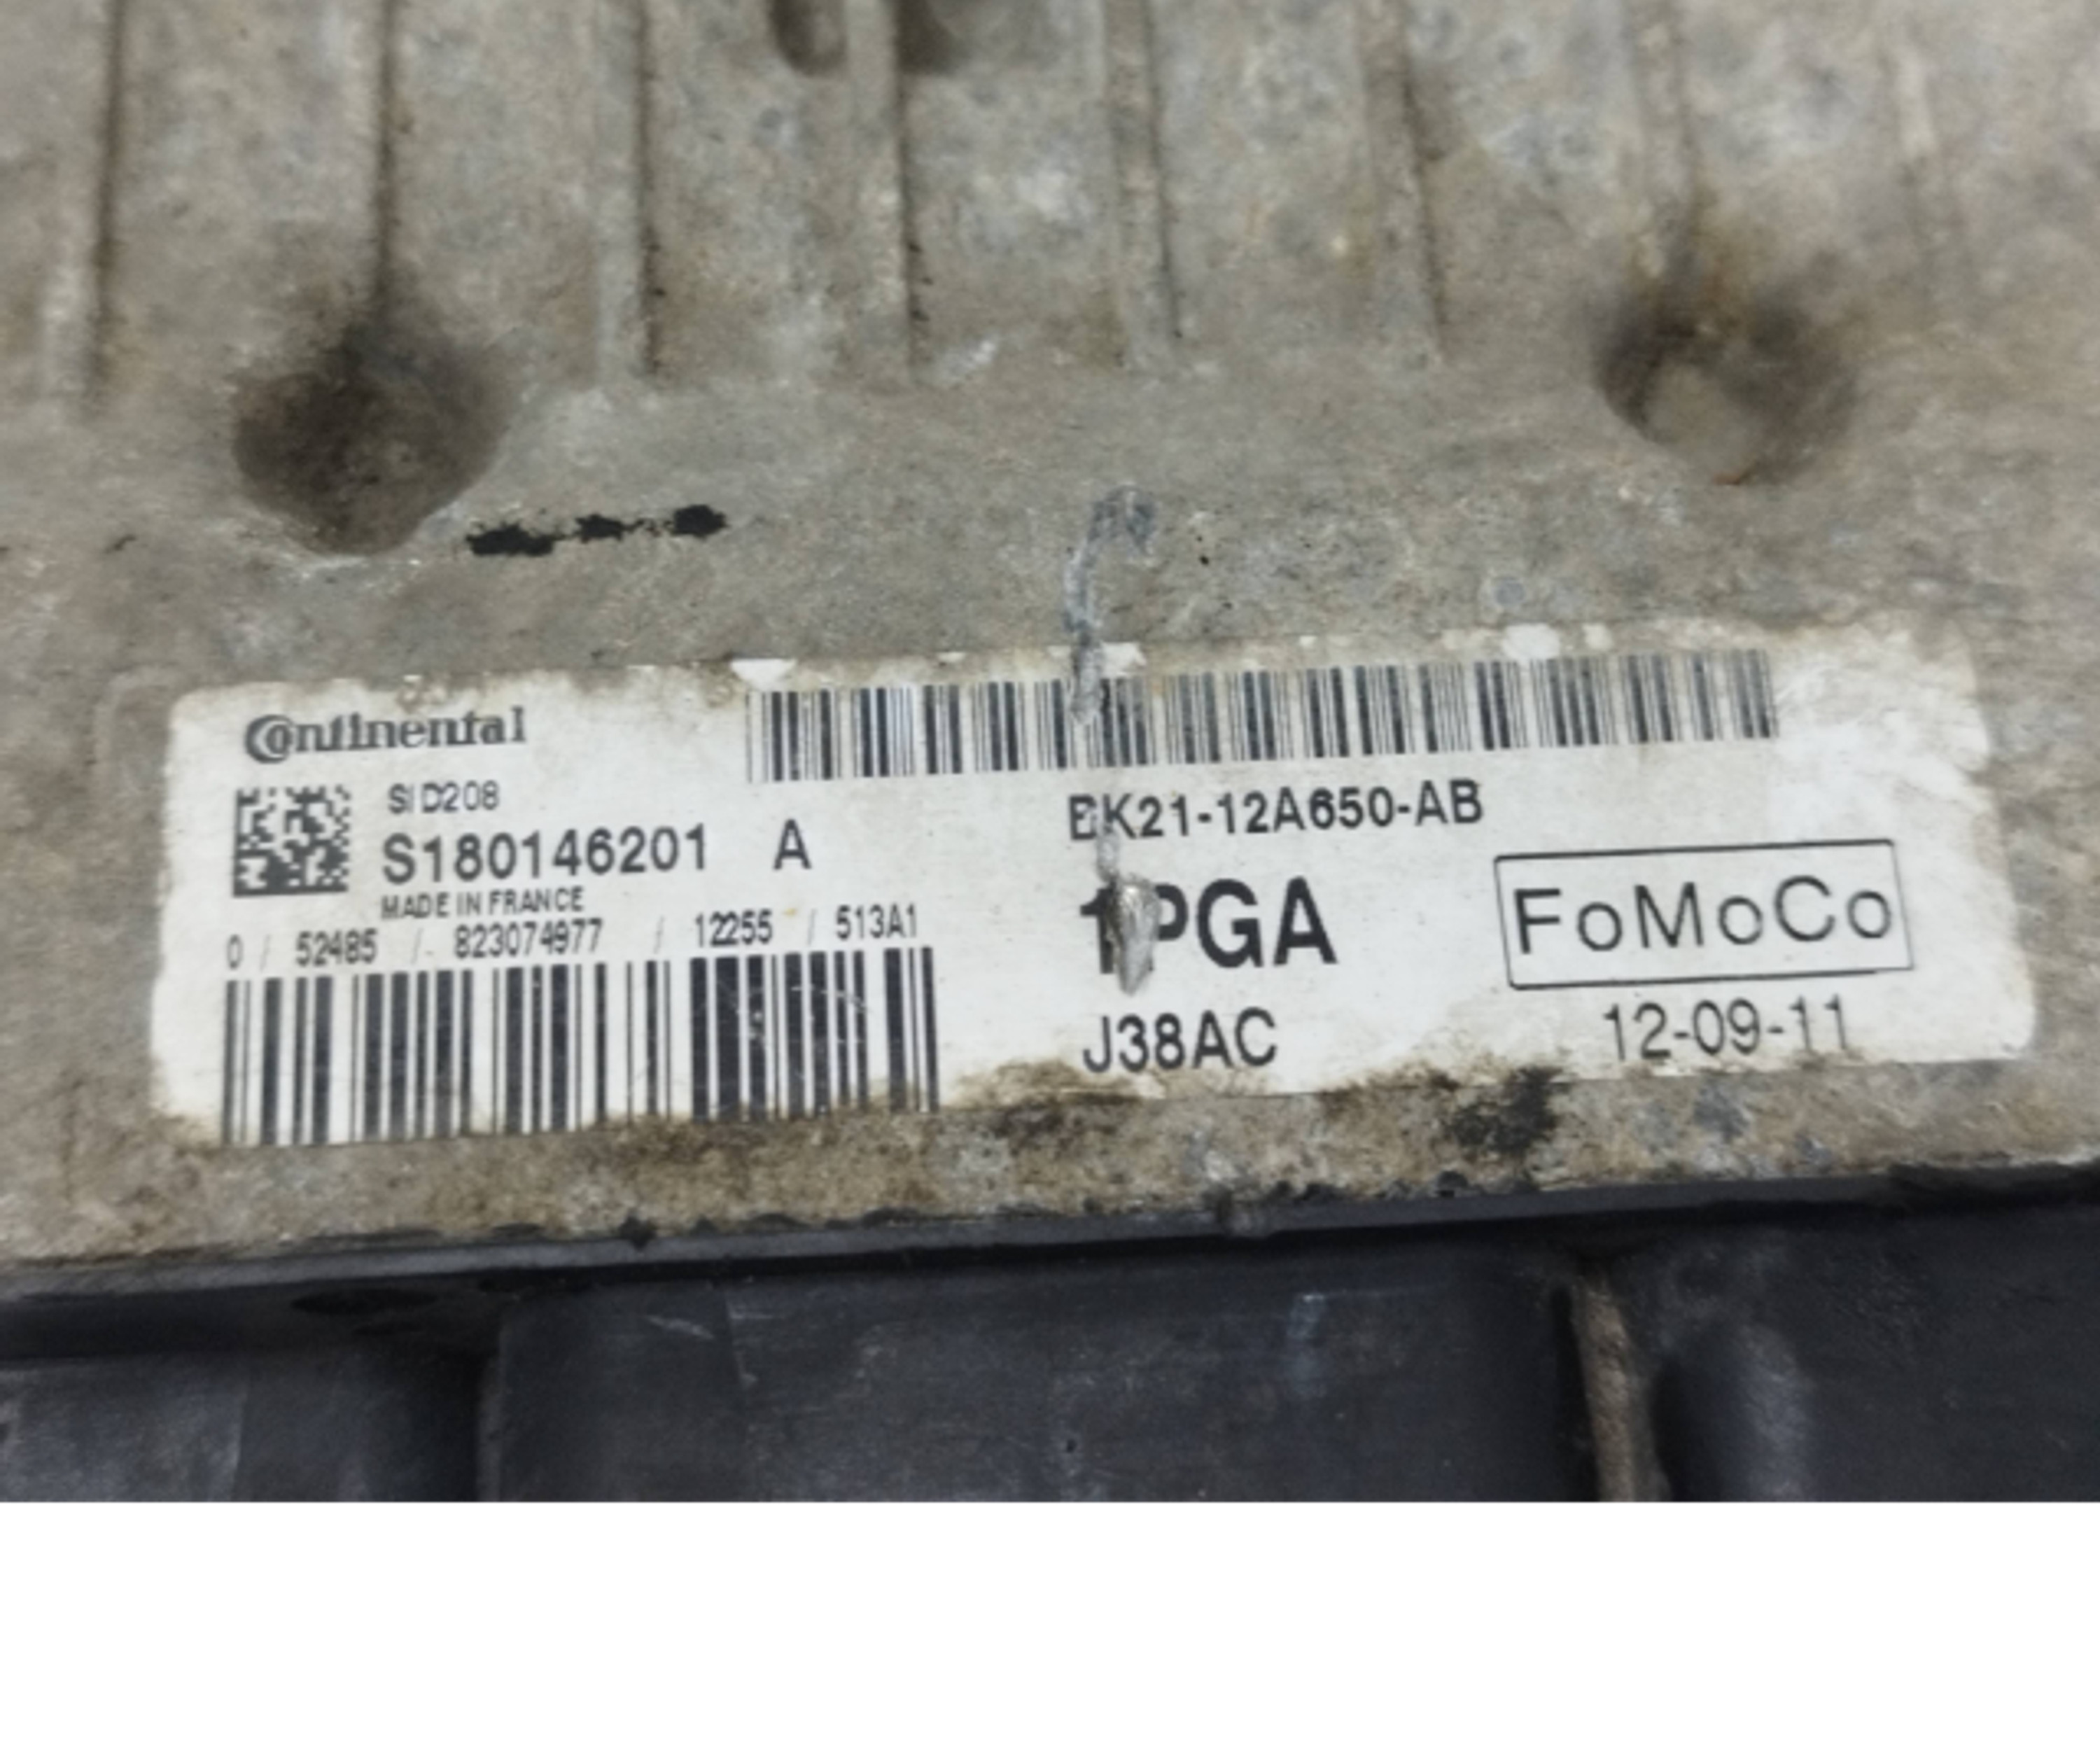 Continental
SID208
S180146201 A
MADE IN FRANCE
0 / 52485 / 823074977 / 12255 / 513A1
BK21-12A650-AB
1PGA
J38AC
FoMoCo
12-09-11